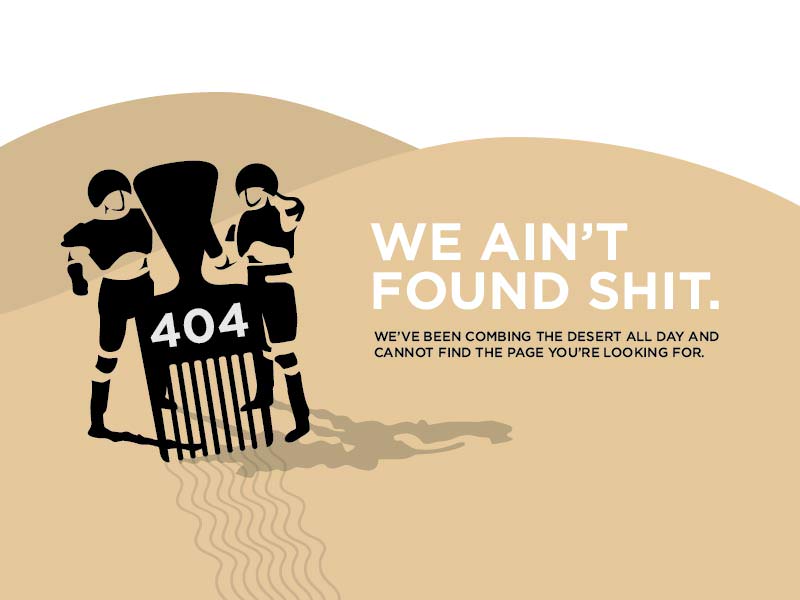 404
WE AIN'T
FOUND SHIT.
WE'VE BEEN COMBING THE DESERT ALL DAY AND
CANNOT FIND THE PAGE YOU'RE LOOKING FOR.